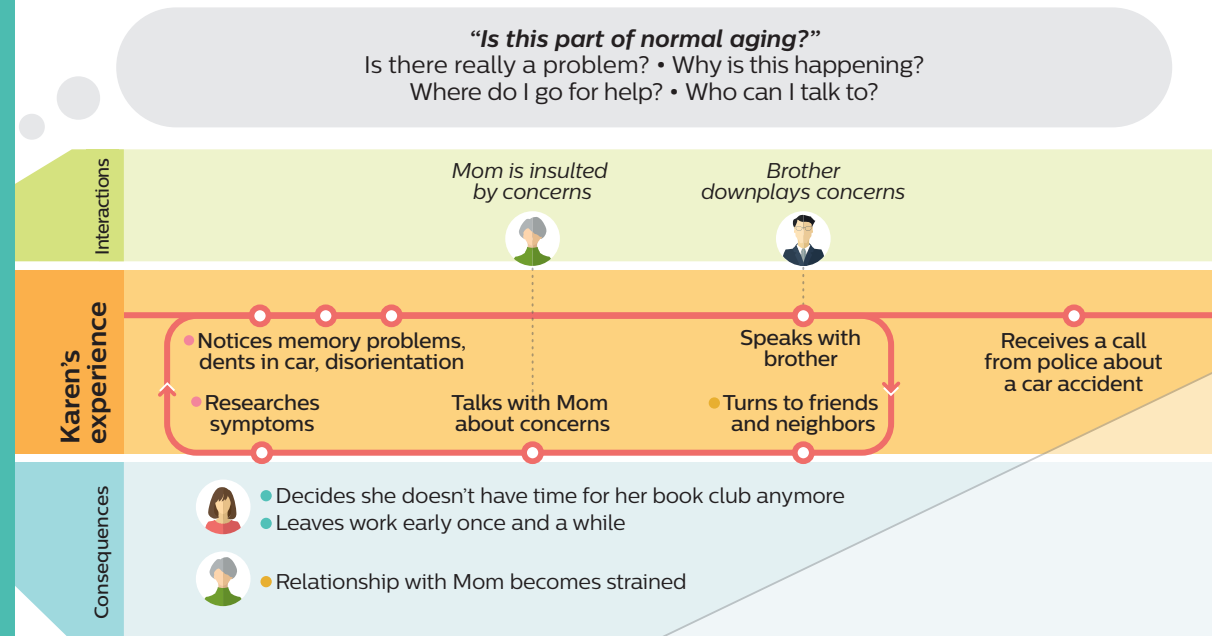 “Is this part of normal aging?”
Is there really a problem? • Why is this happening?
Where do I go for help? • Who can I talk to?
Interactions
Mom is insulted
by concerns
Brother
downplays concerns
Karen’s
experience
Notices memory problems,
dents in car, disorientation
Speaks with
brother
Receives a call
from police about
a car accident
Researches
symptoms
Talks with Mom
about concerns
Turns to friends
and neighbors
Consequences
Decides she doesn’t have time for her book club anymore
Leaves work early once and a while
Relationship with Mom becomes strained